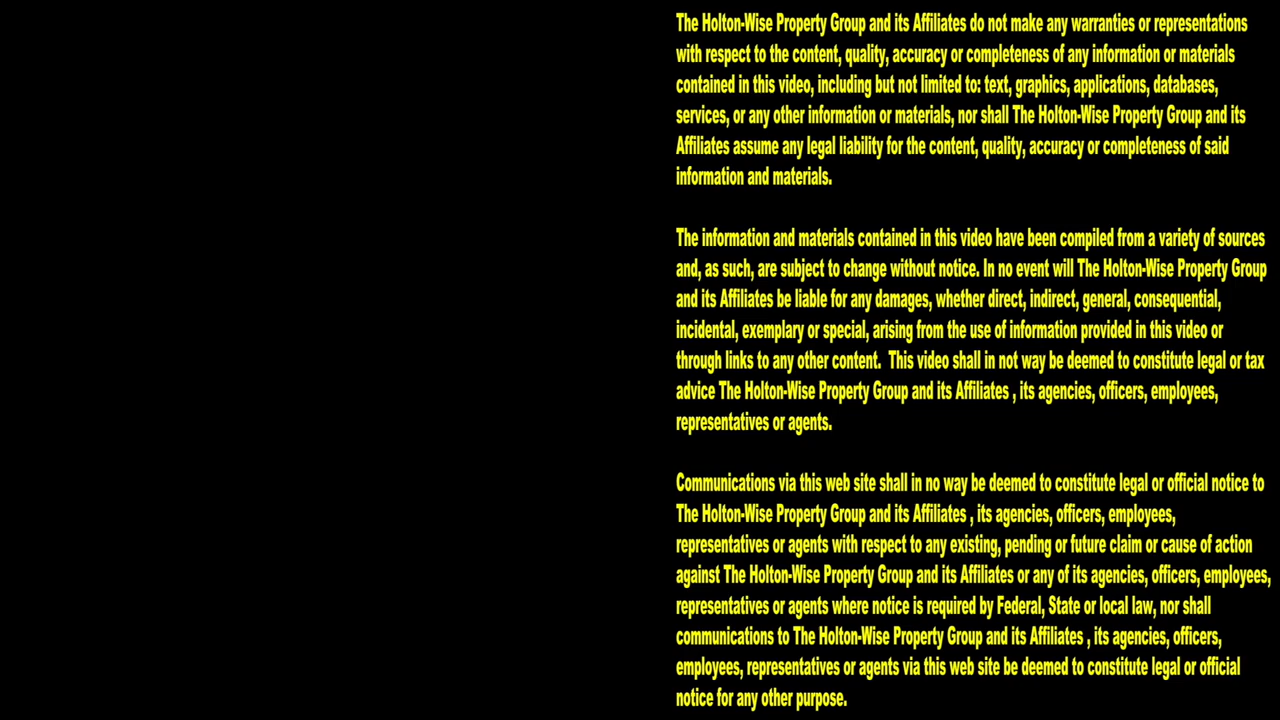 The Holton-Wise Property Group and its Affiliates do not make any warranties or representations
with respect to the content, quality, accuracy or completeness of any information or materials
contained in this video, including but not limited to: text, graphics, applications, databases,
services, or any other information or materials, nor shall The Holton-Wise Property Group and its
Affiliates assume any legal liability for the content, quality, accuracy or completeness of said
information and materials.
The information and materials contained in this video have been compiled from a variety of sources
and, as such, are subject to change without notice. In no event will The Holton-Wise Property Group
and its Affiliates be liable for any damages, whether direct, indirect, general, consequential,
incidental, exemplary or special, arising from the use of information provided in this video or
through links to any other content.  This video shall in not way be deemed to constitute legal or tax
advice The Holton-Wise Property Group and its Affiliates , its agencies, officers, employees,
representatives or agents.
Communications via this web site shall in no way be deemed to constitute legal or official notice to
The Holton-Wise Property Group and its Affiliates , its agencies, officers, employees,
representatives or agents with respect to any existing, pending or future claim or cause of action
against The Holton-Wise Property Group and its Affiliates or any of its agencies, officers, employees,
representatives or agents where notice is required by Federal, State or local law, nor shall
communications to The Holton-Wise Property Group and its Affiliates , its agencies, officers,
employees, representatives or agents via this web site be deemed to constitute legal or official
notice for any other purpose.